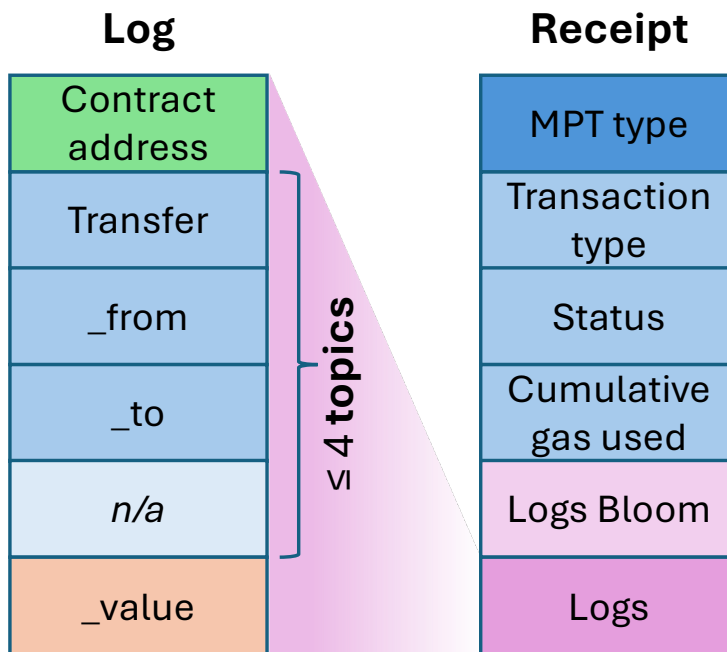 Log
Contract
address
Transfer
_from
_to
n/a
_value
≤ 4 topics
Receipt
MPT type
Transaction
type
Status
Cumulative
gas used
Logs Bloom
Logs